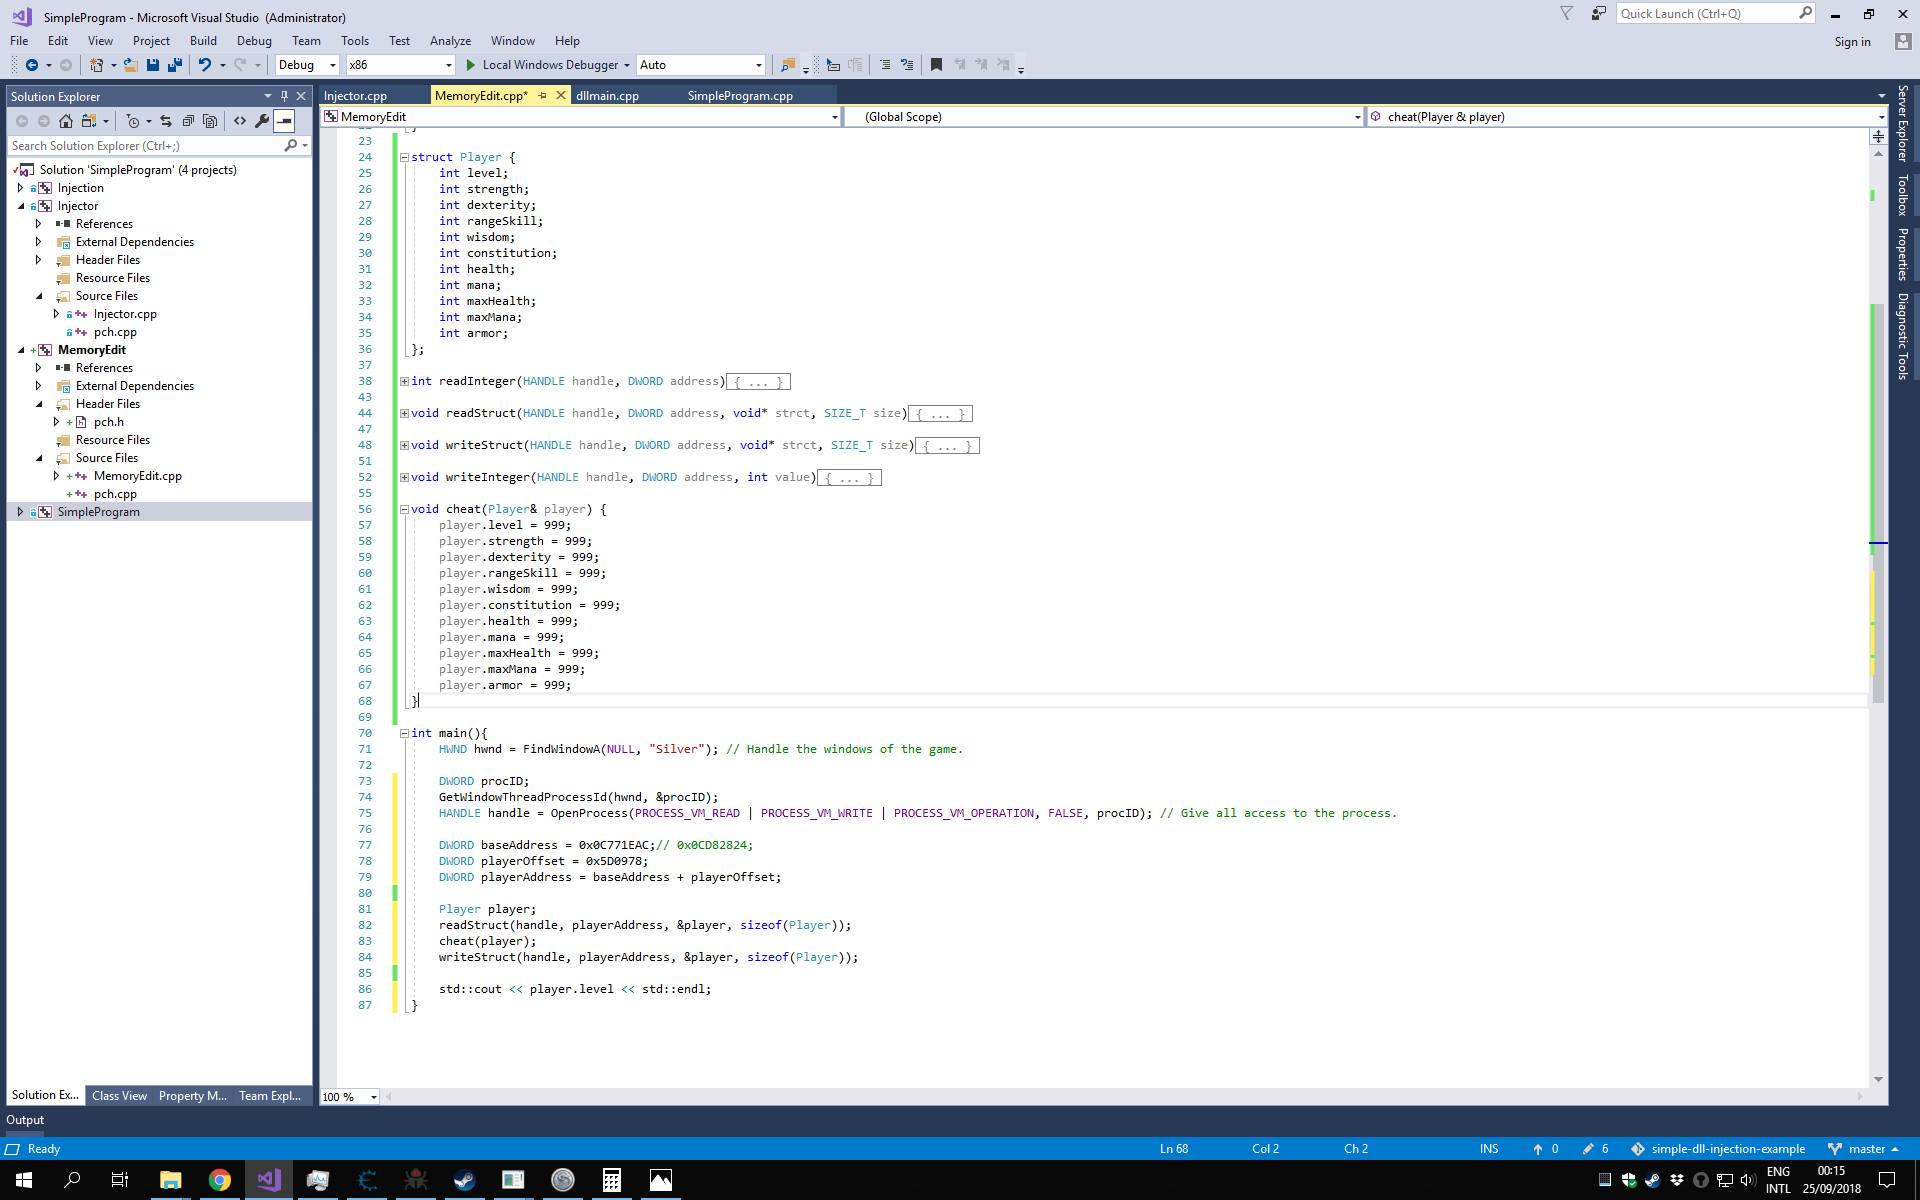 SimpleProgram - Microsoft Visual Studio (Administrator)
Quick Launch (Ctrl+Q)
File Edit View Project Build Debug Team Tools Test Analyze Window Help
Sign in
Debug x86 Local Windows Debugger Auto
Solution Explorer
Search Solution Explorer (Ctrl+;)
Solution 'SimpleProgram' (4 projects)
Injection
Injector
References
External Dependencies
Header Files
Resource Files
Source Files
Injector.cpp
pch.cpp
MemoryEdit
References
External Dependencies
Header Files
pch.h
Resource Files
Source Files
MemoryEdit.cpp
pch.cpp
SimpleProgram
Solution Ex... Class View Property M... Team Expl...
Injector.cpp MemoryEdit.cpp* dllmain.cpp SimpleProgram.cpp
MemoryEdit (Global Scope) cheat(Player & player)
23
24 struct Player {
25 int level;
26 int strength;
27 int dexterity;
28 int rangeSkill;
29 int wisdom;
30 int constitution;
31 int health;
32 int mana;
33 int maxHealth;
34 int maxMana;
35 int armor;
36 };
37
38 int readInteger(HANDLE handle, DWORD address){ ... }
43
44 void readStruct(HANDLE handle, DWORD address, void* strct, SIZE_T size){ ... }
47
48 void writeStruct(HANDLE handle, DWORD address, void* strct, SIZE_T size){ ... }
51
52 void writeInteger(HANDLE handle, DWORD address, int value){ ... }
55
56 void cheat(Player& player) {
57 player.level = 999;
58 player.strength = 999;
59 player.dexterity = 999;
60 player.rangeSkill = 999;
61 player.wisdom = 999;
62 player.constitution = 999;
63 player.health = 999;
64 player.mana = 999;
65 player.maxHealth = 999;
66 player.maxMana = 999;
67 player.armor = 999;
68 }
69
70 int main(){
71 HWND hwnd = FindWindowA(NULL, "Silver"); // Handle the windows of the game.
72
73 DWORD procID;
74 GetWindowThreadProcessId(hwnd, &procID);
75 HANDLE handle = OpenProcess(PROCESS_VM_READ | PROCESS_VM_WRITE | PROCESS_VM_OPERATION, FALSE, procID); // Give all access to the process.
76
77 DWORD baseAddress = 0x0C771EAC;// 0x0CD82824;
78 DWORD playerOffset = 0x5D0978;
79 DWORD playerAddress = baseAddress + playerOffset;
80
81 Player player;
82 readStruct(handle, playerAddress, &player, sizeof(Player));
83 cheat(player);
84 writeStruct(handle, playerAddress, &player, sizeof(Player));
85
86 std::cout << player.level << std::endl;
87 }
100 %
Server Explorer
Toolbox
Properties
Diagnostic Tools
Output
Ready Ln 68 Col 2 Ch 2 INS 0 6 simple-dll-injection-example master
ENG
INTL
00:15
25/09/2018